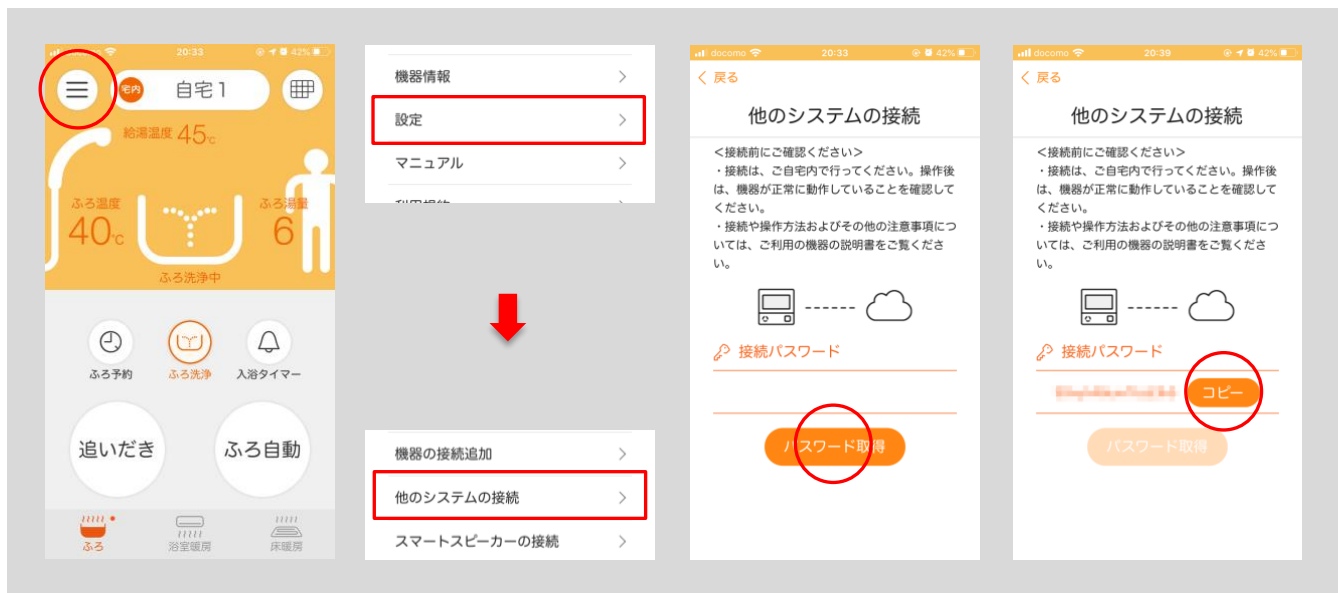 docomo 20:33 42%
宅内 自宅1
給湯温度 45℃
ふろ温度
40℃
ふろ湯量
6
ふろ洗浄中
ふろ予約 ふろ洗浄 入浴タイマー
追いだき ふろ自動
ふろ 浴室暖房 床暖房
機器情報
設定
マニュアル
機器の接続追加
他のシステムの接続
スマートスピーカーの接続
docomo 20:33 42%
戻る
他のシステムの接続
<接続前にご確認ください>
・接続は、ご自宅内で行ってください。操作後
は、機器が正常に動作していることを確認して
ください。
・接続や操作方法およびその他の注意事項につ
いては、ご利用の機器の説明書をご覧くださ
い。
接続パスワード
パスワード取得
docomo 20:39 42%
戻る
他のシステムの接続
<接続前にご確認ください>
・接続は、ご自宅内で行ってください。操作後
は、機器が正常に動作していることを確認して
ください。
・接続や操作方法およびその他の注意事項につ
いては、ご利用の機器の説明書をご覧くださ
い。
接続パスワード
コピー
パスワード取得